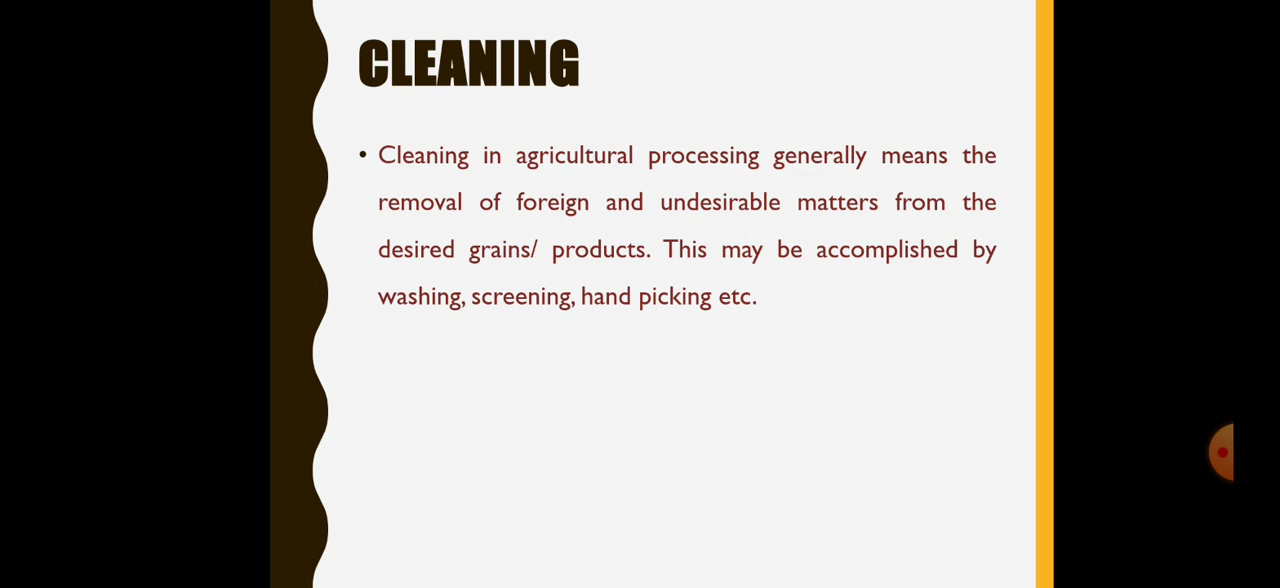 CLEANING
• Cleaning in agricultural processing generally means the
removal of foreign and undesirable matters from the
desired grains/ products. This may be accomplished by
washing, screening, hand picking etc.